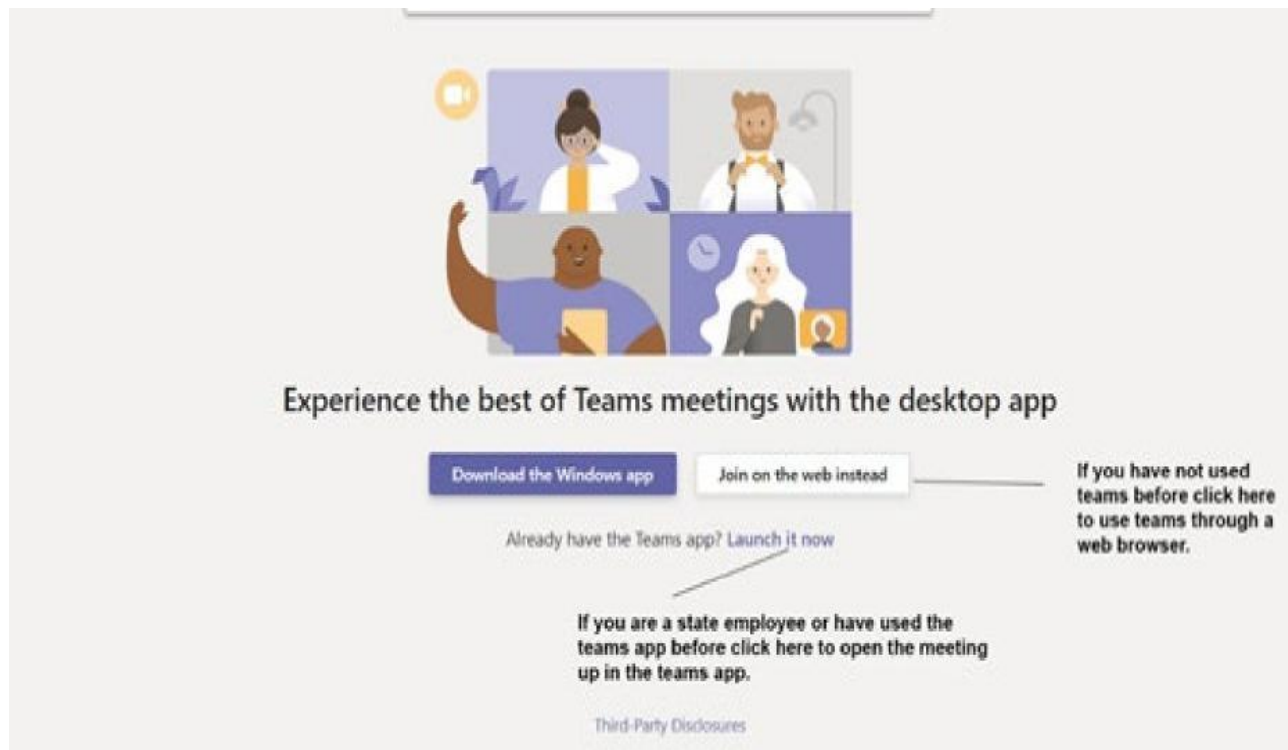 Experience the best of Teams meetings with the desktop app
Download the Windows app
Join on the web instead
If you have not used
teams before click here
to use teams through a
web browser.
Already have the Teams app? Launch it now
If you are a state employee or have used the
teams app before click here to open the meeting
up in the teams app.
Third-Party Disclosures